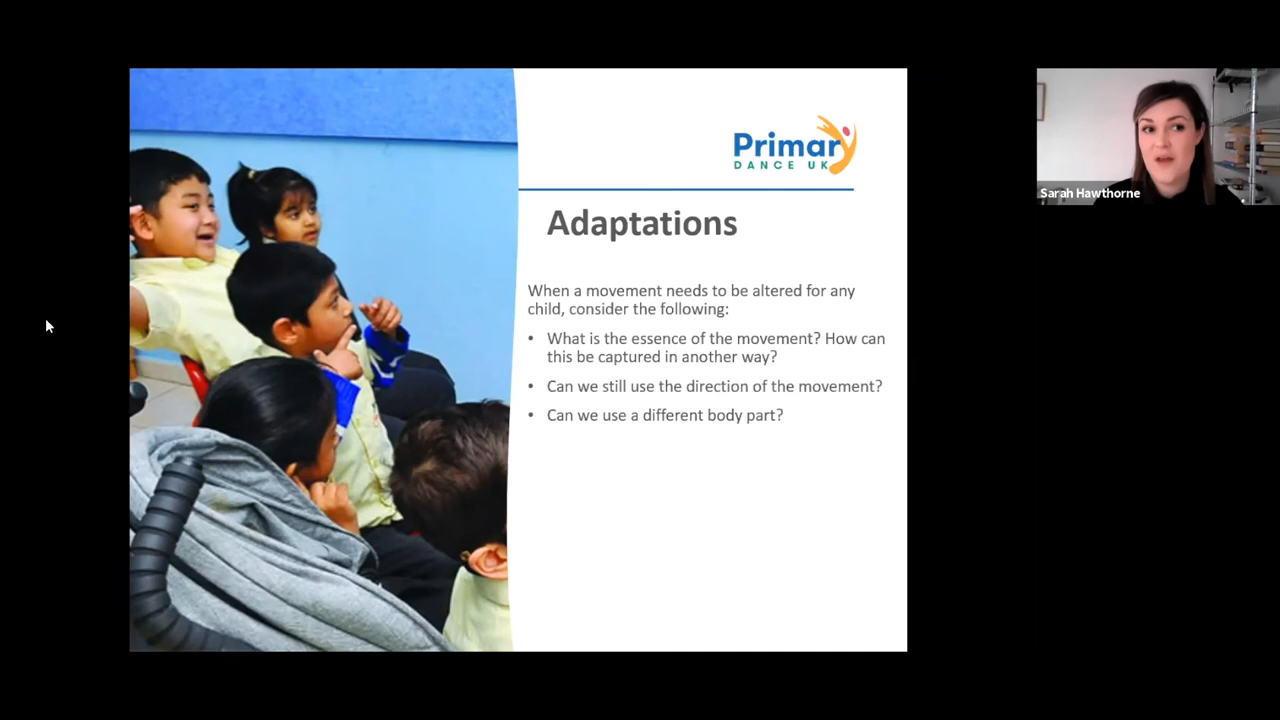 Primary
DANCE UK
Sarah Hawthorne
Adaptations
When a movement needs to be altered for any
child, consider the following:
• What is the essence of the movement? How can
this be captured in another way?
• Can we still use the direction of the movement?
• Can we use a different body part?